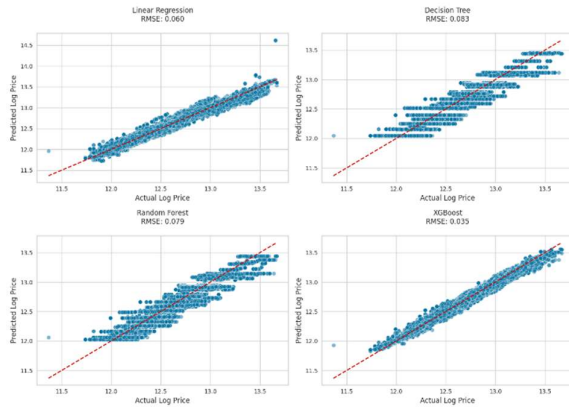 Linear Regression
RMSE: 0.060
Predicted Log Price
14.5
14.0
13.5
13.0
12.5
12.0
11.5
11.5 12.0 12.5 13.0 13.5
Actual Log Price
Decision Tree
RMSE: 0.083
Predicted Log Price
13.5
13.0
12.5
12.0
11.5
11.5 12.0 12.5 13.0 13.5
Actual Log Price
Random Forest
RMSE: 0.079
Predicted Log Price
13.5
13.0
12.5
12.0
11.5
11.5 12.0 12.5 13.0 13.5
Actual Log Price
XGBoost
RMSE: 0.035
Predicted Log Price
13.5
13.0
12.5
12.0
11.5
11.5 12.0 12.5 13.0 13.5
Actual Log Price